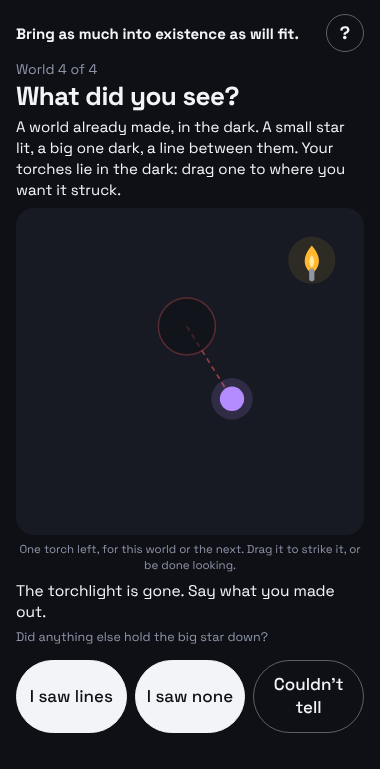 Bring as much into existence as will fit.
?
World 4 of 4
What did you see?
A world already made, in the dark. A small star
lit, a big one dark, a line between them. Your
torches lie in the dark: drag one to where you
want it struck.
One torch left, for this world or the next. Drag it to strike it, or
be done looking.
The torchlight is gone. Say what you made
out.
Did anything else hold the big star down?
I saw lines
I saw none
Couldn't
tell